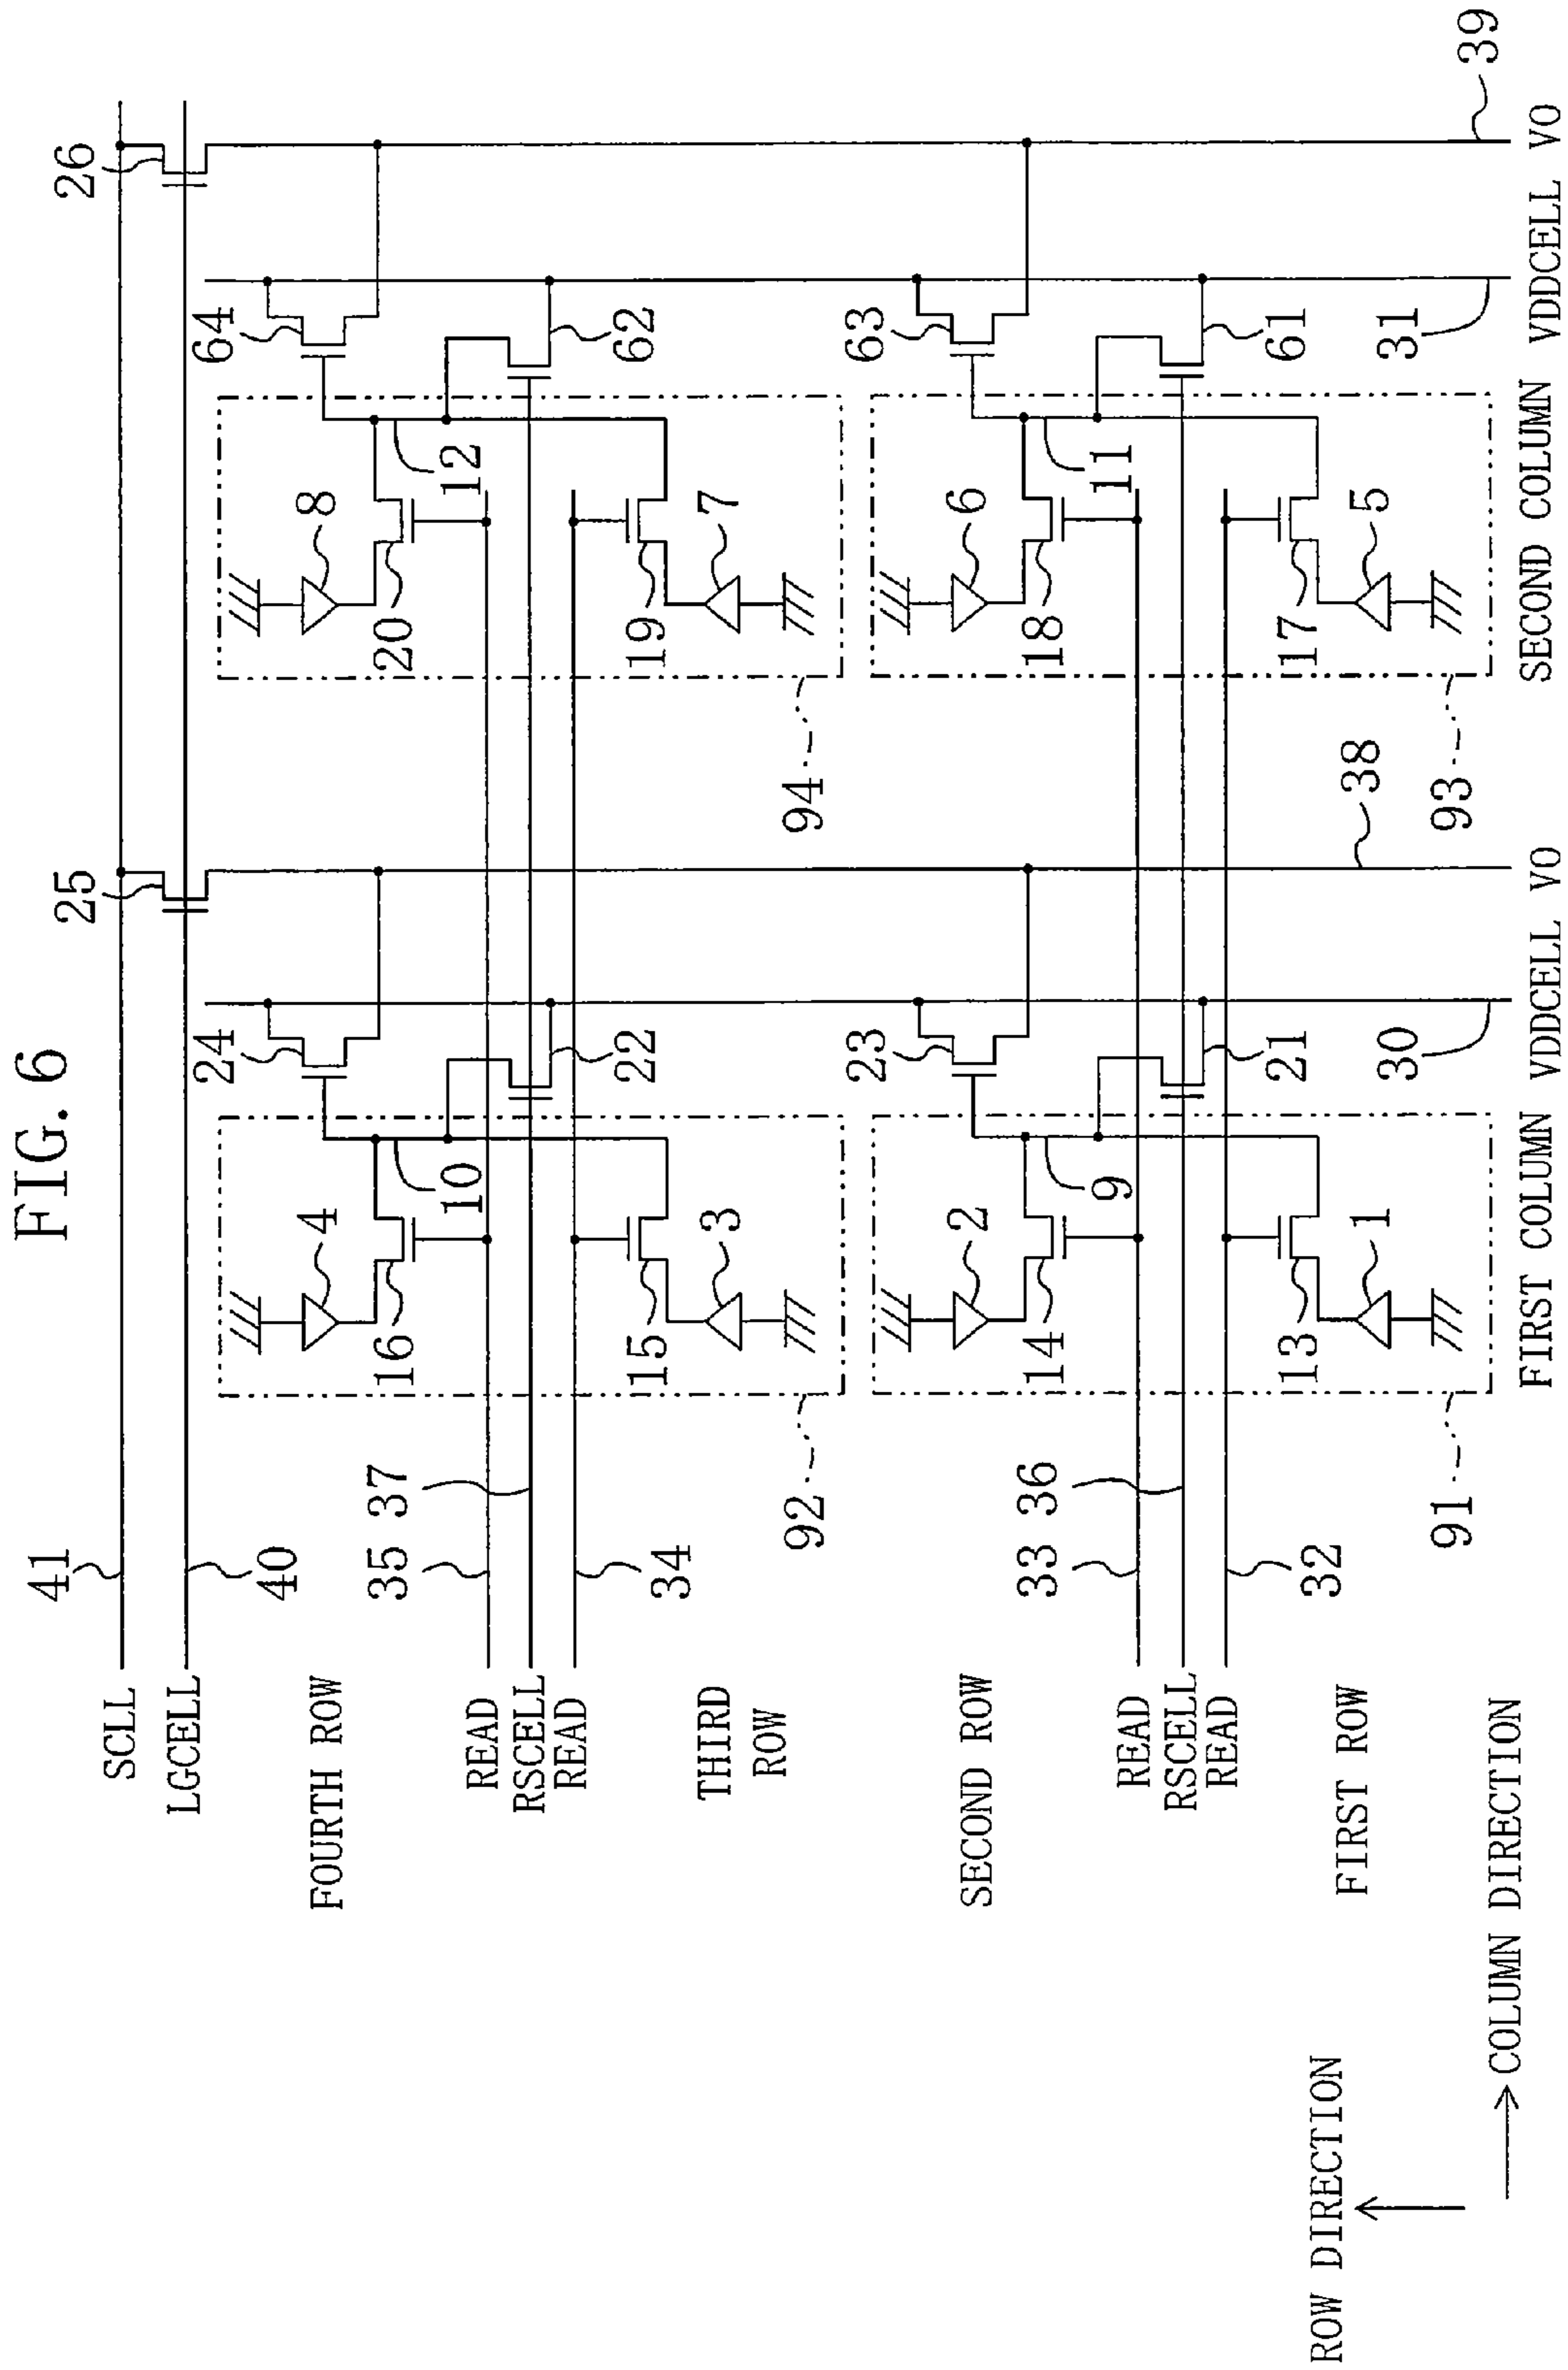 FIG. 6
SCLL
41
LGCELL
40
25
26
FOURTH ROW
24
64
4
8
16
20
10
12
READ
35
RSCELL
37
READ
34
22
62
THIRD
ROW
15
3
19
7
92
94
SECOND ROW
23
63
2
6
14
18
9
11
READ
33
RSCELL
36
READ
32
21
61
FIRST ROW
13
1
17
5
91
93
30
38
31
39
FIRST COLUMN
VDDCELL
VO
SECOND COLUMN
VDDCELL
VO
ROW DIRECTION
COLUMN DIRECTION